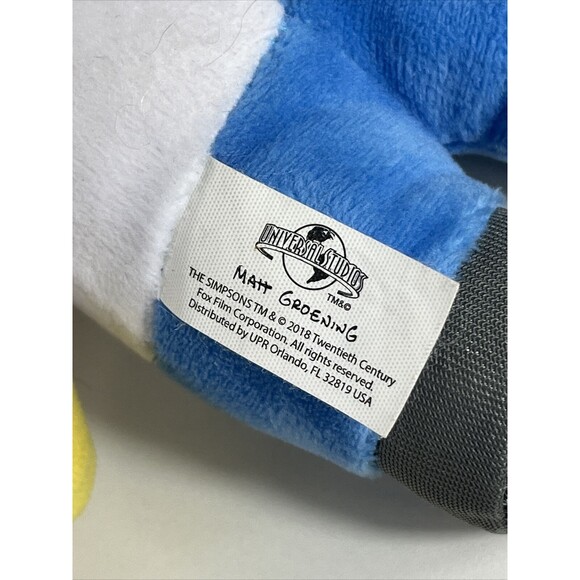 UNIVERSAL STUDIOS
TM&©
MATT GROENING
THE SIMPSONS TM & © 2018 Twentieth Century
Fox Film Corporation. All rights reserved.
Distributed by UPR Orlando, FL 32819 USA